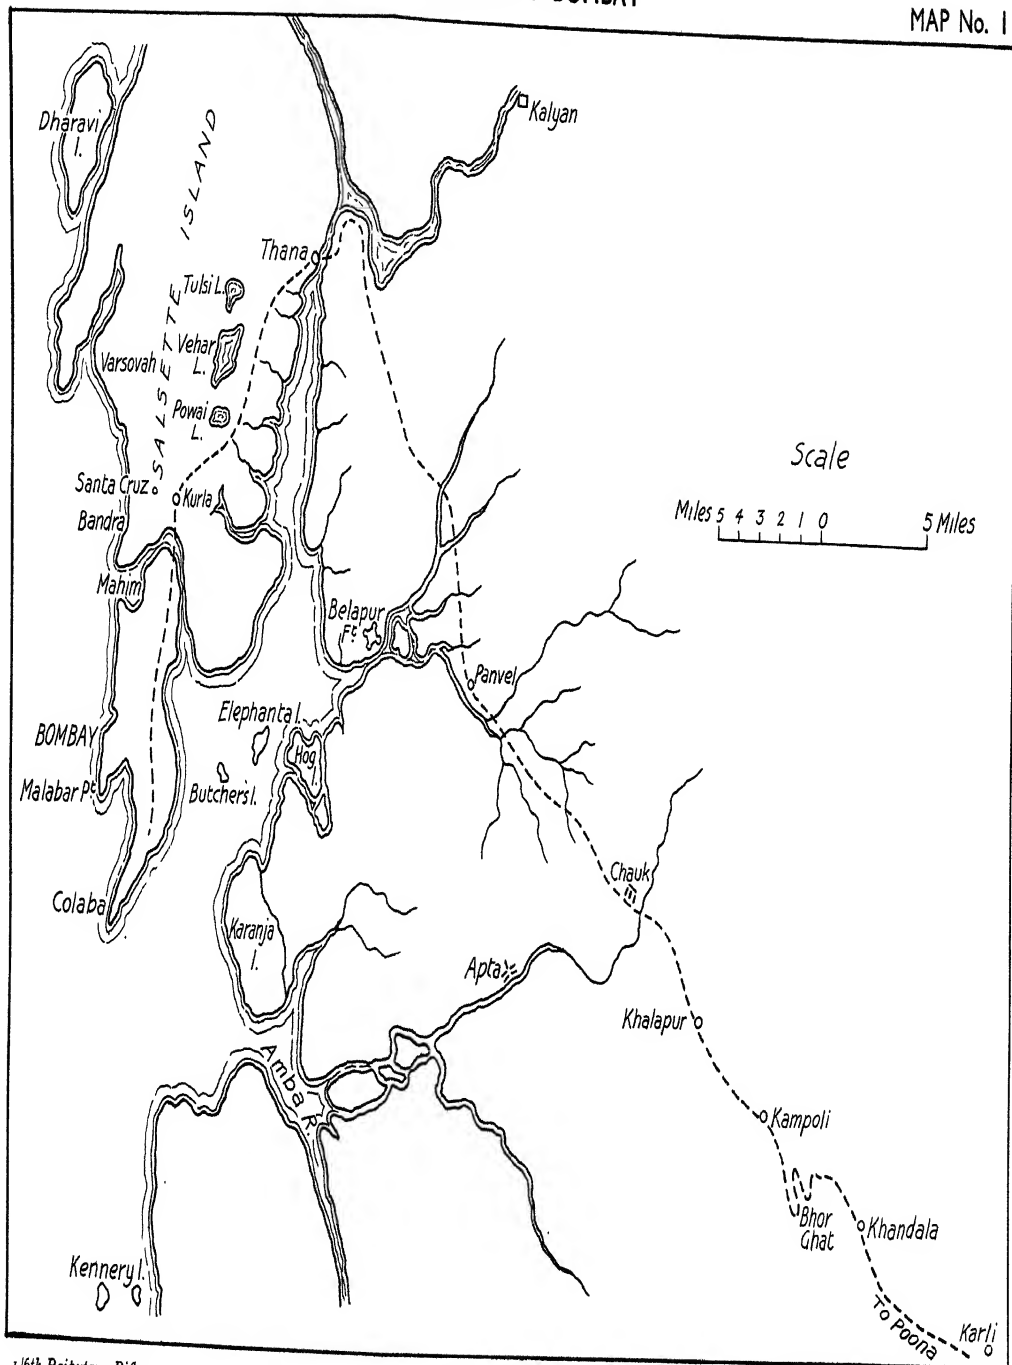 BOMBAY
MAP No. 1
Kalyan
Dharavi
I.
SALSETTE ISLAND
Thana
Tulsi L.
Vehar
L.
Varsovah
Powai
L.
Scale
Santa Cruz
Kurla
Bandra
Miles 5 4 3 2 1 0 5 Miles
Mahim
Belapur
Ft.
Panvel
Elephanta I.
BOMBAY
Hog
I.
Malabar Pt.
Butcher's I.
Chauk
Colaba
Karanja
I.
Apta
Khalapur
Amba R.
Kampoli
Bhor
Ghat
Khandala
Kennery I.
To Poona
Karli